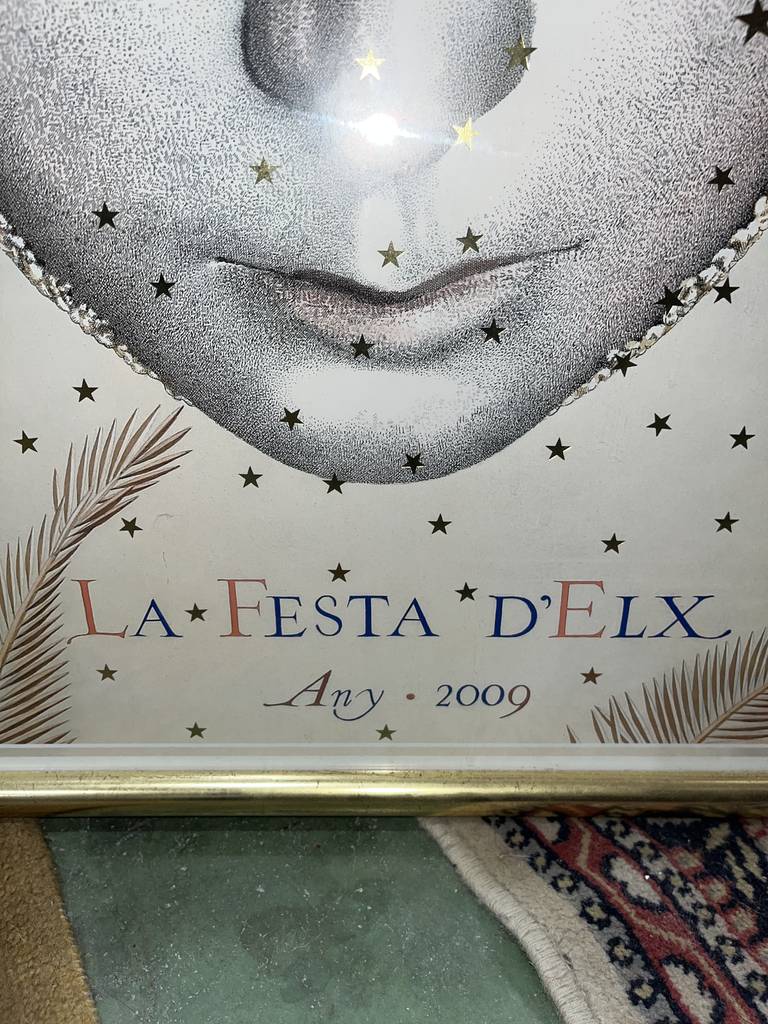 LA FESTA D'ELX
Any • 2009